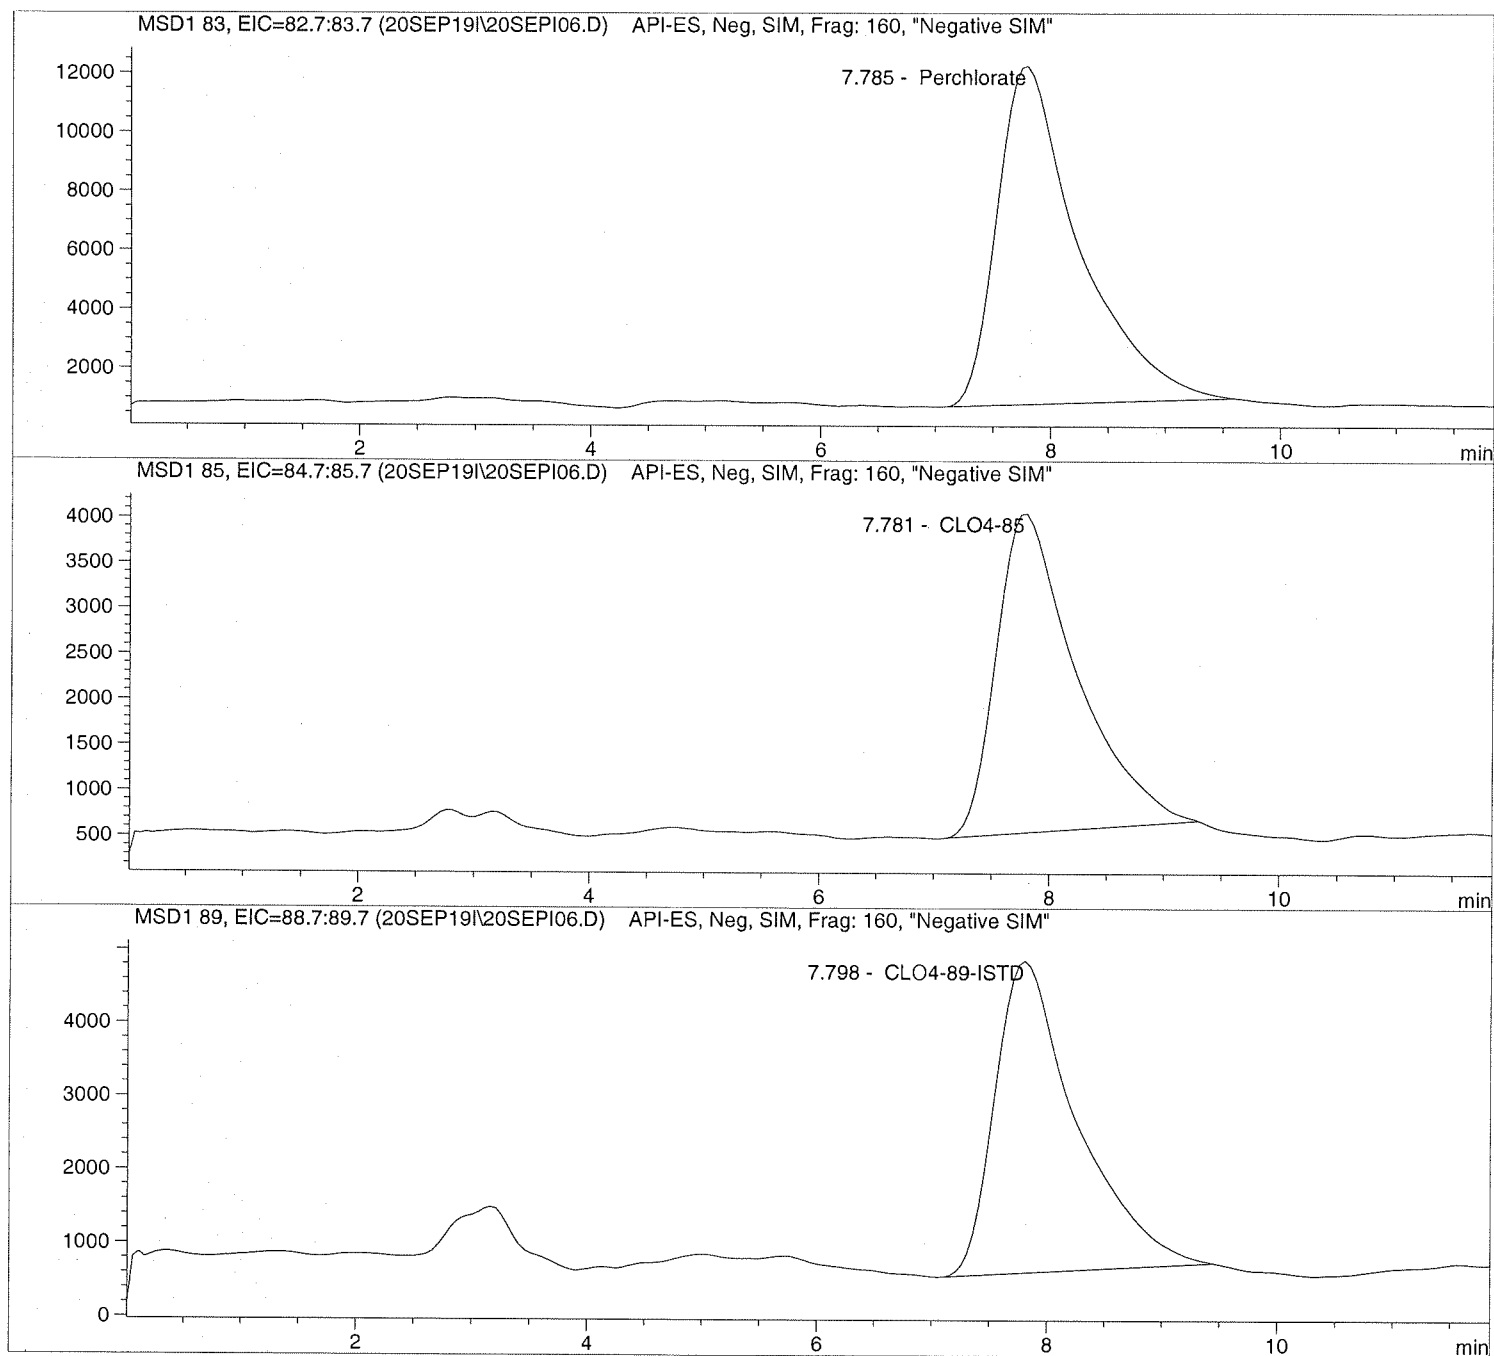 MSD1 83, EIC=82.7:83.7 (20SEP19I\20SEPI06.D) API-ES, Neg, SIM, Frag: 160, "Negative SIM"
7.785 - Perchlorate
12000
10000
8000
6000
4000
2000
2 4 6 8 10 min
MSD1 85, EIC=84.7:85.7 (20SEP19I\20SEPI06.D) API-ES, Neg, SIM, Frag: 160, "Negative SIM"
7.781 - CLO4-85
4000
3500
3000
2500
2000
1500
1000
500
2 4 6 8 10 min
MSD1 89, EIC=88.7:89.7 (20SEP19I\20SEPI06.D) API-ES, Neg, SIM, Frag: 160, "Negative SIM"
7.798 - CLO4-89-ISTD
4000
3000
2000
1000
0
2 4 6 8 10 min